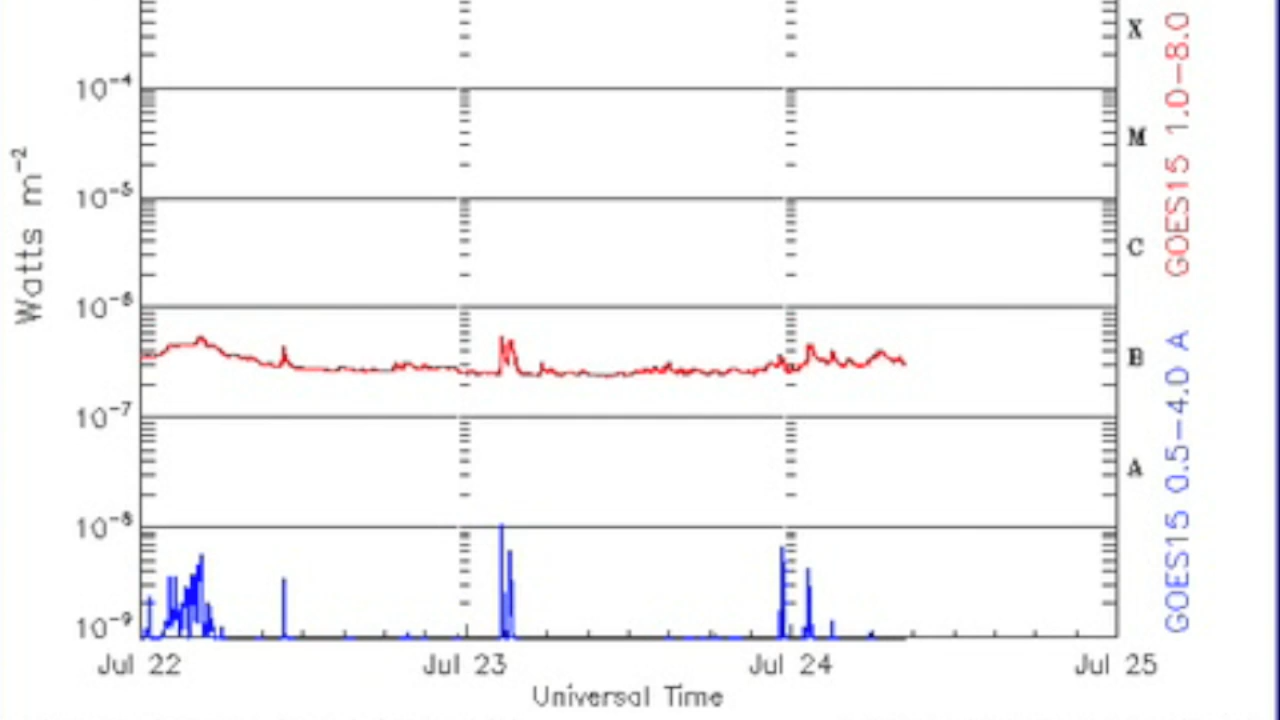 X
10⁻⁴
M
10⁻⁵
C
10⁻⁶
B
10⁻⁷
A
10⁻⁸
10⁻⁹
Watts m⁻²
GOES15 1.0-8.0
GOES15 0.5-4.0 A
Jul 22 Jul 23 Jul 24 Jul 25
Universal Time